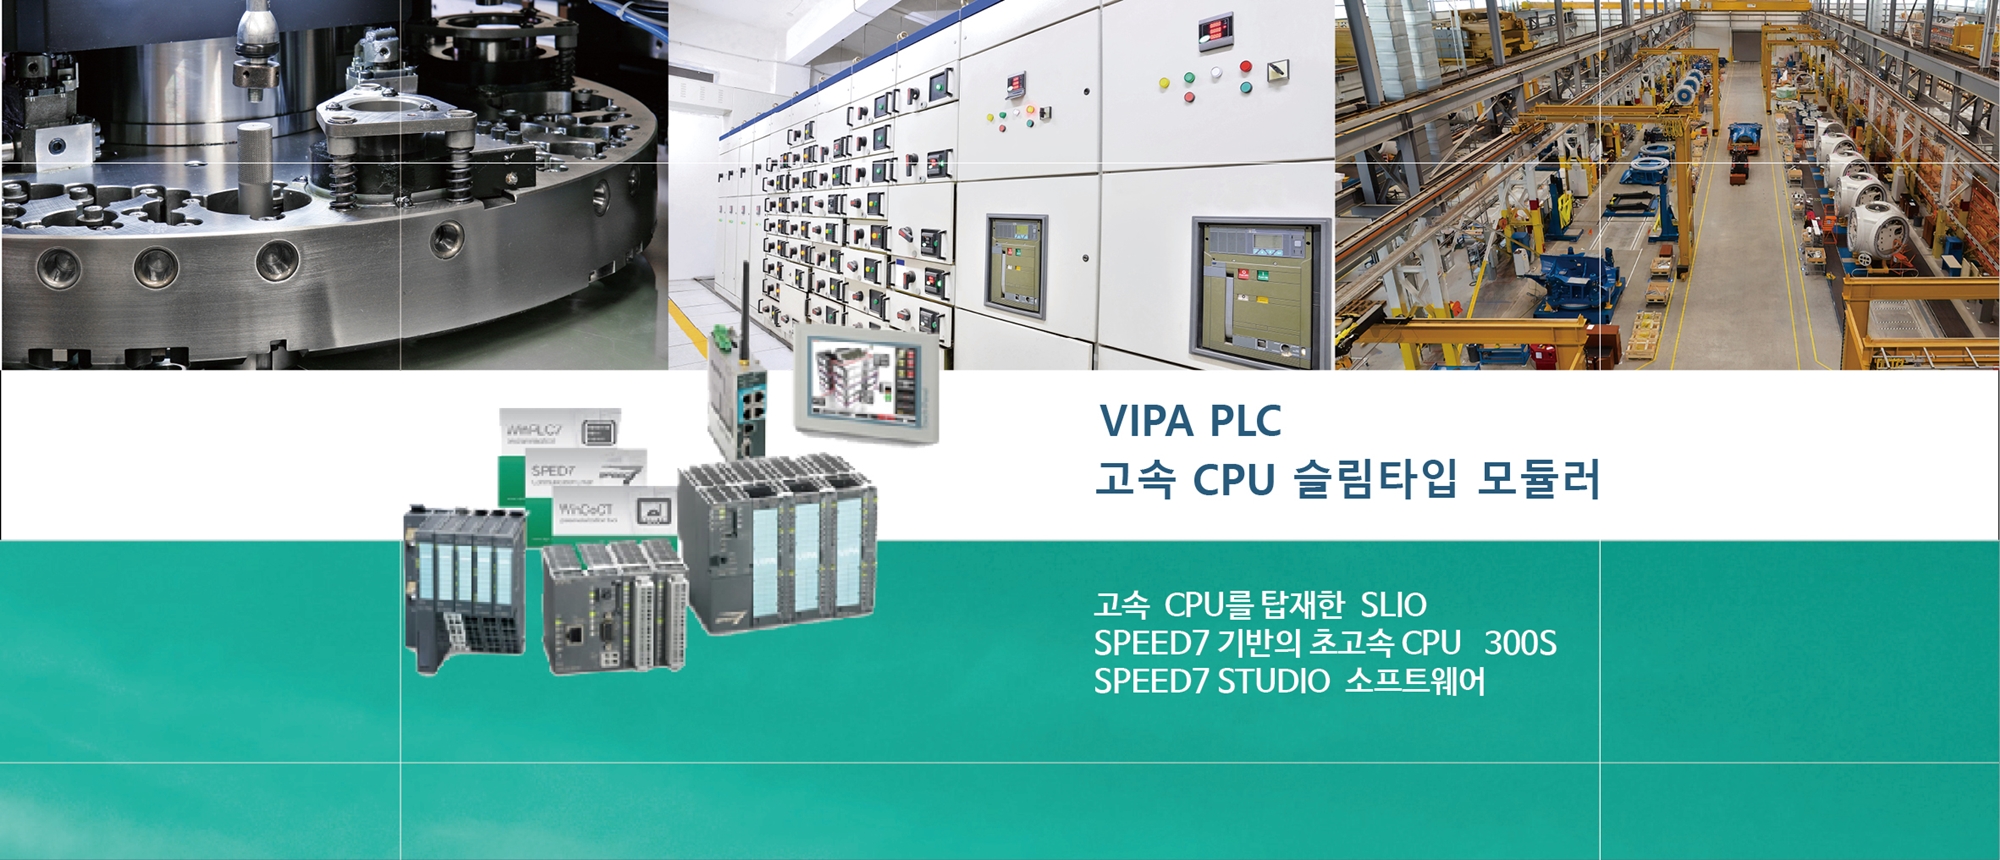 WinPLC7
SPEED7
SPEED7
VIPA PLC
고속 CPU 슬림타입 모듈러
고속 CPU를 탑재한 SLIO
SPEED7 기반의 초고속 CPU 300S
SPEED7 STUDIO 소프트웨어